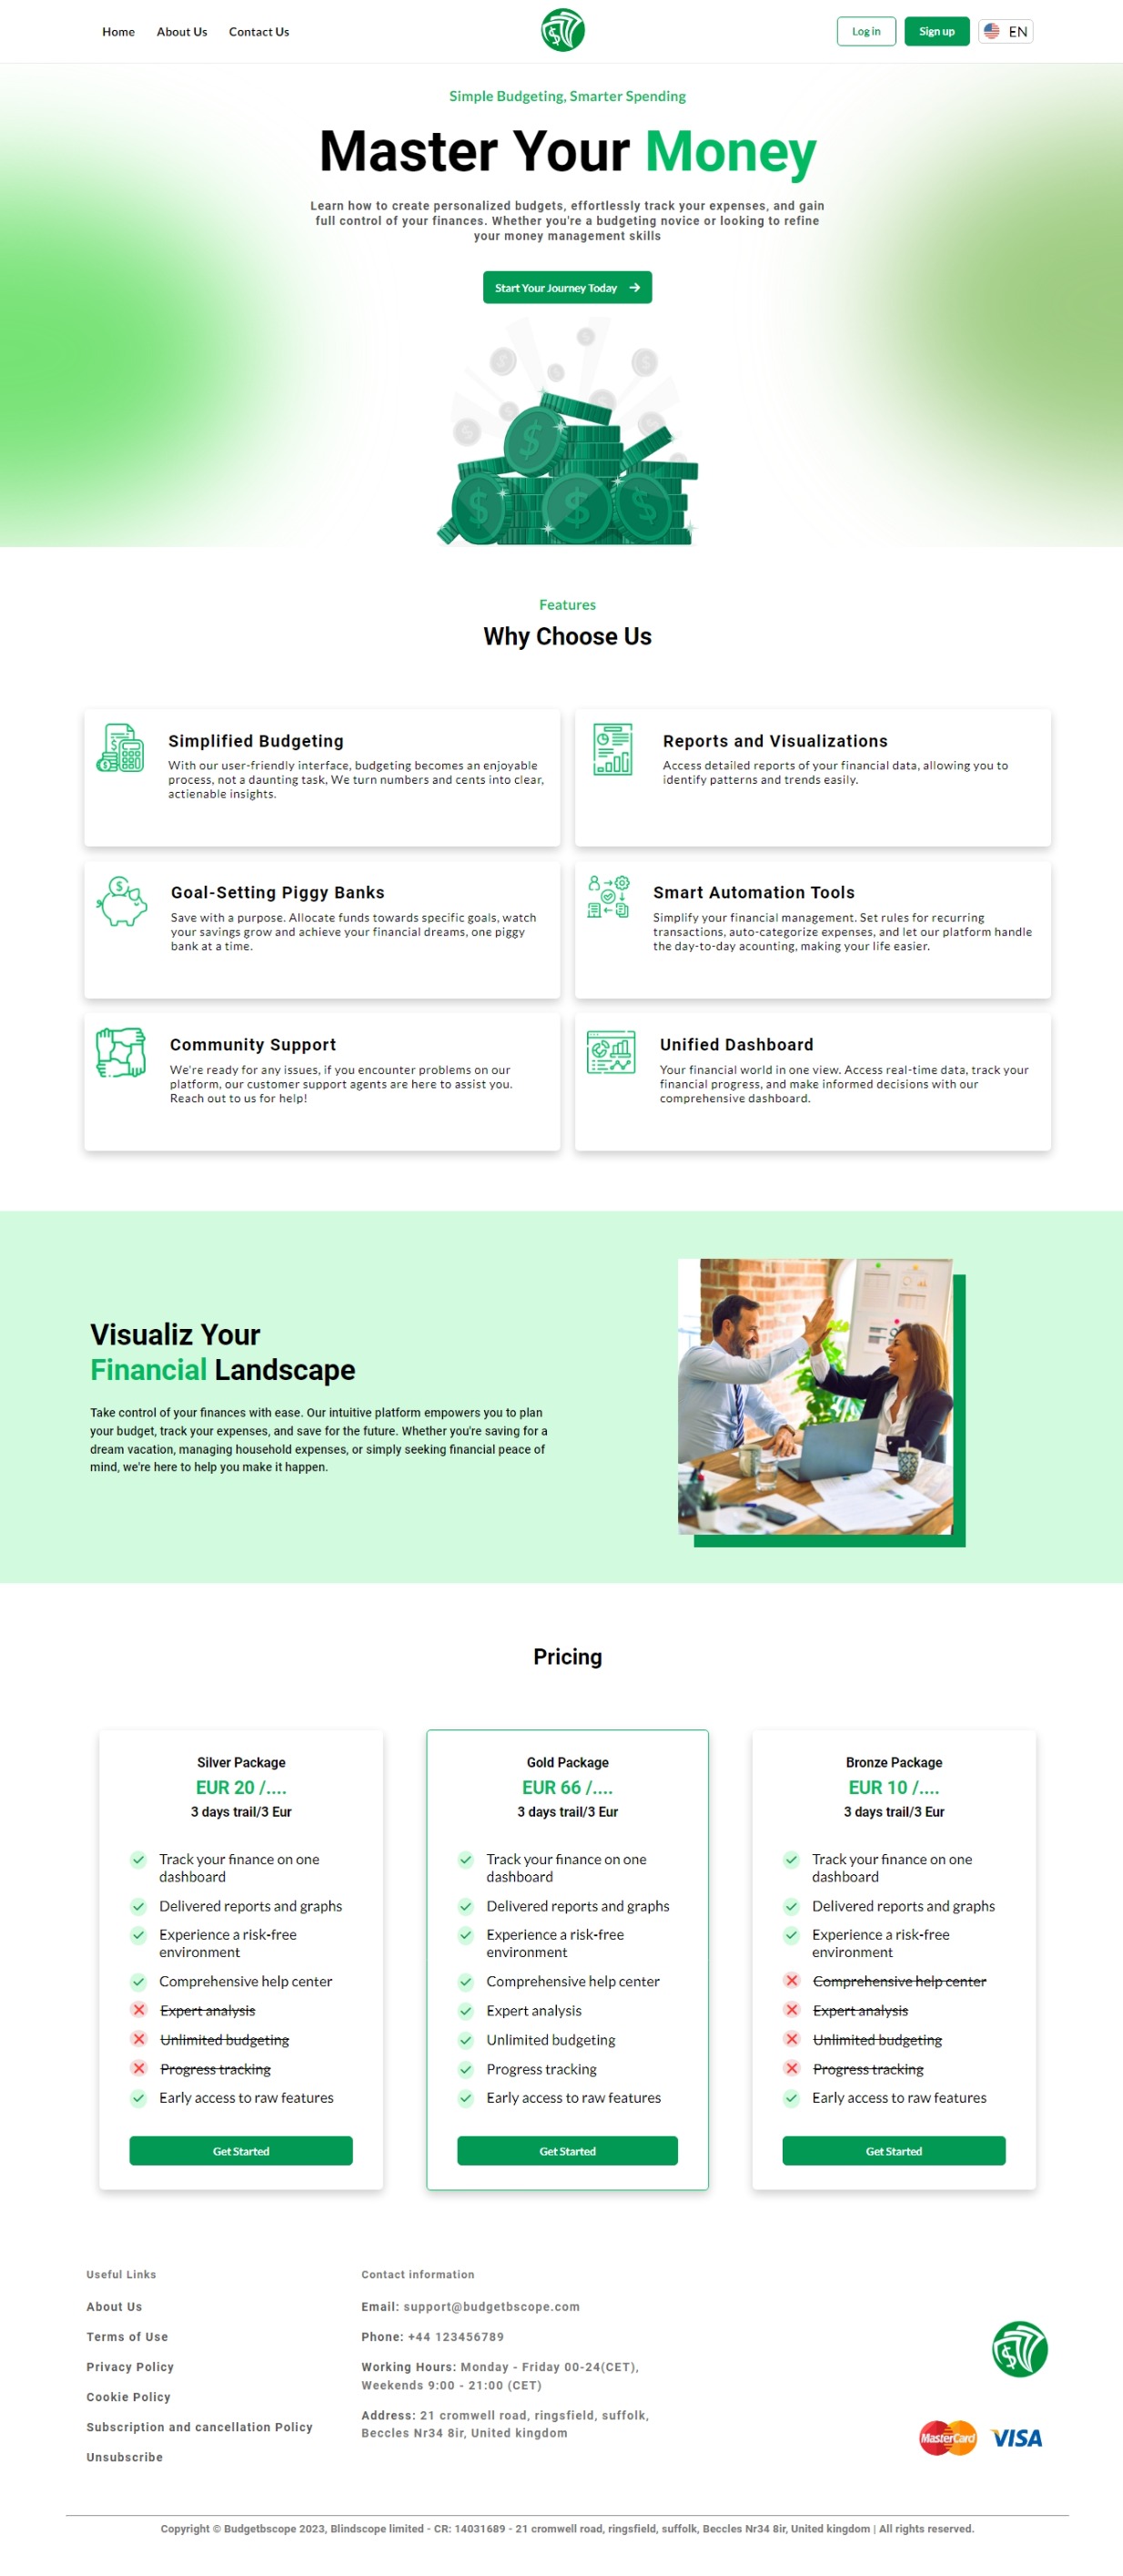 Home About Us Contact Us
Log in Sign up EN
Simple Budgeting, Smarter Spending
Master Your Money
Learn how to create personalized budgets, effortlessly track your expenses, and gain
full control of your finances. Whether you're a budgeting novice or looking to refine
your money management skills
Start Your Journey Today
Features
Why Choose Us
Simplified Budgeting
With our user-friendly interface, budgeting becomes an enjoyable
process, not a daunting task, We turn numbers and cents into clear,
actienable insights.
Reports and Visualizations
Access detailed reports of your financial data, allowing you to
identify patterns and trends easily.
Goal-Setting Piggy Banks
Save with a purpose. Allocate funds towards specific goals, watch
your savings grow and achieve your financial dreams, one piggy
bank at a time.
Smart Automation Tools
Simplify your financial management. Set rules for recurring
transactions, auto-categorize expenses, and let our platform handle
the day-to-day acounting, making your life easier.
Community Support
We're ready for any issues, if you encounter problems on our
platform, our customer support agents are here to assist you.
Reach out to us for help!
Unified Dashboard
Your financial world in one view. Access real-time data, track your
financial progress, and make informed decisions with our
comprehensive dashboard.
Visualiz Your
Financial Landscape
Take control of your finances with ease. Our intuitive platform empowers you to plan
your budget, track your expenses, and save for the future. Whether you're saving for a
dream vacation, managing household expenses, or simply seeking financial peace of
mind, we're here to help you make it happen.
Pricing
Silver Package
EUR 20 /....
3 days trail/3 Eur
Track your finance on one
dashboard
Delivered reports and graphs
Experience a risk-free
environment
Comprehensive help center
Expert analysis
Unlimited budgeting
Progress tracking
Early access to raw features
Get Started
Gold Package
EUR 66 /....
3 days trail/3 Eur
Track your finance on one
dashboard
Delivered reports and graphs
Experience a risk-free
environment
Comprehensive help center
Expert analysis
Unlimited budgeting
Progress tracking
Early access to raw features
Get Started
Bronze Package
EUR 10 /....
3 days trail/3 Eur
Track your finance on one
dashboard
Delivered reports and graphs
Experience a risk-free
environment
Comprehensive help center
Expert analysis
Unlimited budgeting
Progress tracking
Early access to raw features
Get Started
Useful Links
About Us
Terms of Use
Privacy Policy
Cookie Policy
Subscription and cancellation Policy
Unsubscribe
Contact information
Email: support@budgetbscope.com
Phone: +44 123456789
Working Hours: Monday - Friday 00-24(CET),
Weekends 9:00 - 21:00 (CET)
Address: 21 cromwell road, ringsfield, suffolk,
Beccles Nr34 8ir, United kingdom
MasterCard VISA
Copyright © Budgetbscope 2023, Blindscope limited - CR: 14031689 - 21 cromwell road, ringsfield, suffolk, Beccles Nr34 8ir, United kingdom | All rights reserved.